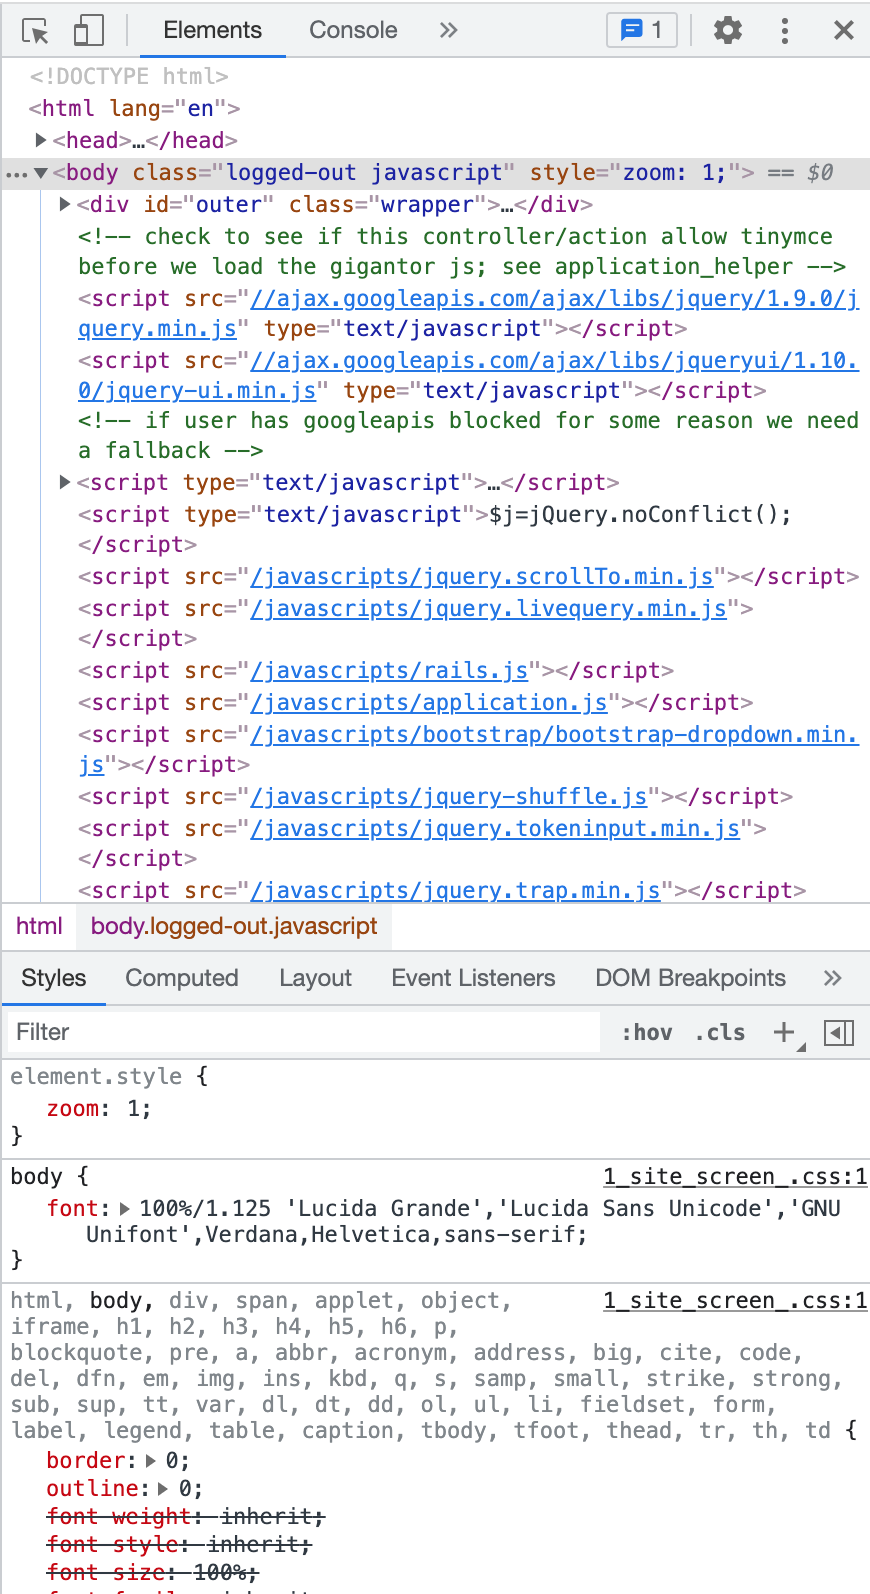 Elements Console » 1
<!DOCTYPE html>
<html lang="en">
<head>…</head>
… <body class="logged-out javascript" style="zoom: 1;"> == $0
<div id="outer" class="wrapper">…</div>
<!-- check to see if this controller/action allow tinymce
before we load the gigantor js; see application_helper -->
<script src="//ajax.googleapis.com/ajax/libs/jquery/1.9.0/j
query.min.js" type="text/javascript"></script>
<script src="//ajax.googleapis.com/ajax/libs/jqueryui/1.10.
0/jquery-ui.min.js" type="text/javascript"></script>
<!-- if user has googleapis blocked for some reason we need
a fallback -->
<script type="text/javascript">…</script>
<script type="text/javascript">$j=jQuery.noConflict();
</script>
<script src="/javascripts/jquery.scrollTo.min.js"></script>
<script src="/javascripts/jquery.livequery.min.js">
</script>
<script src="/javascripts/rails.js"></script>
<script src="/javascripts/application.js"></script>
<script src="/javascripts/bootstrap/bootstrap-dropdown.min.
js"></script>
<script src="/javascripts/jquery-shuffle.js"></script>
<script src="/javascripts/jquery.tokeninput.min.js">
</script>
<script src="/javascripts/jquery.trap.min.js"></script>
html body.logged-out.javascript
Styles Computed Layout Event Listeners DOM Breakpoints »
Filter :hov .cls +
element.style {
zoom: 1;
}
body { 1_site_screen_.css:1
font: 100%/1.125 'Lucida Grande','Lucida Sans Unicode','GNU
Unifont',Verdana,Helvetica,sans-serif;
}
html, body, div, span, applet, object, 1_site_screen_.css:1
iframe, h1, h2, h3, h4, h5, h6, p,
blockquote, pre, a, abbr, acronym, address, big, cite, code,
del, dfn, em, img, ins, kbd, q, s, samp, small, strike, strong,
sub, sup, tt, var, dl, dt, dd, ol, ul, li, fieldset, form,
label, legend, table, caption, tbody, tfoot, thead, tr, th, td {
border: 0;
outline: 0;
font-weight: inherit;
font-style: inherit;
font-size: 100%;